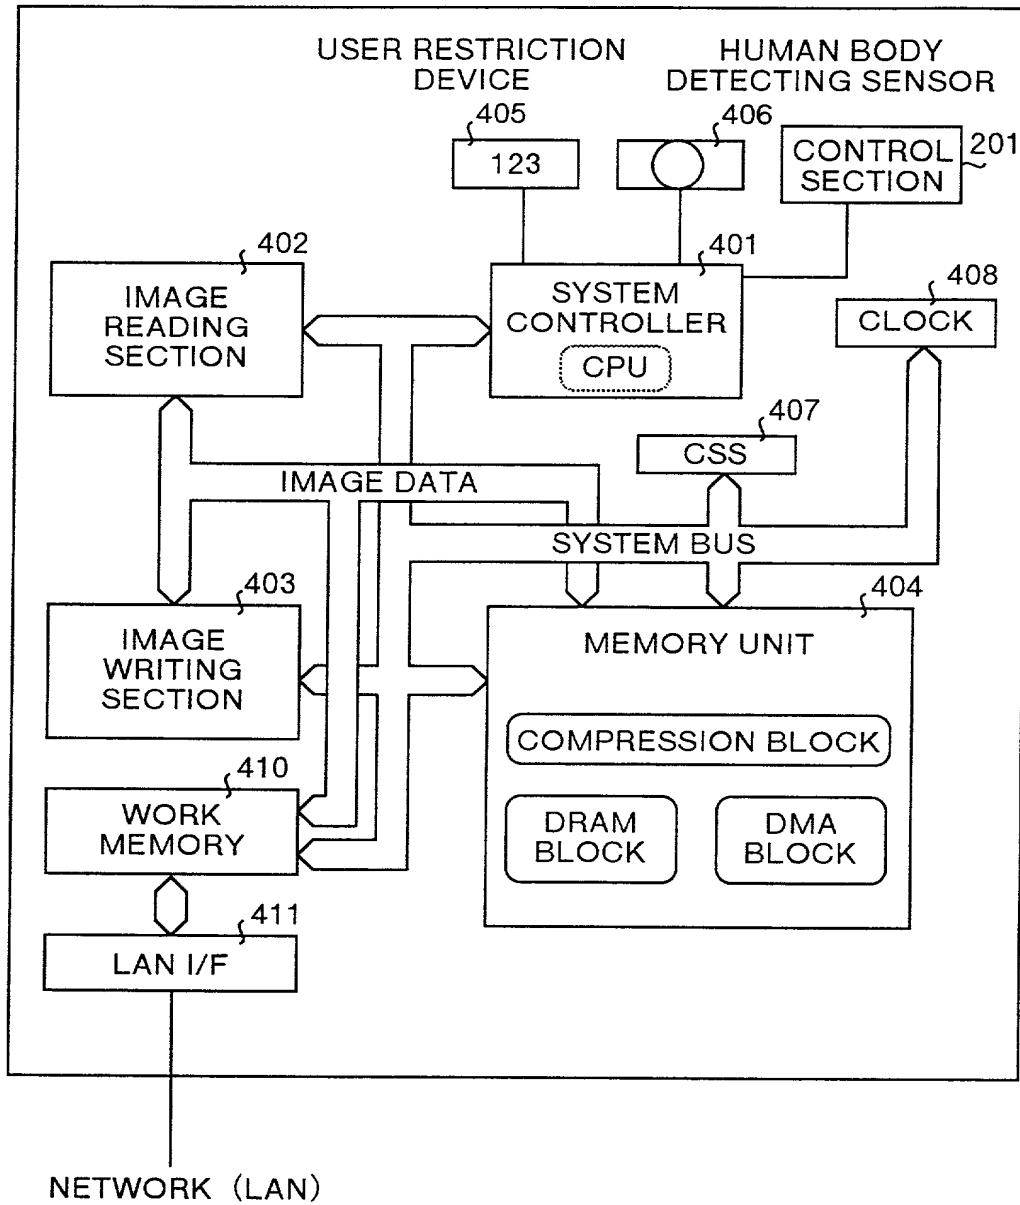 USER RESTRICTION
DEVICE
HUMAN BODY
DETECTING SENSOR
405
406
123
CONTROL
SECTION
201
402
401
IMAGE
READING
SECTION
SYSTEM
CONTROLLER
CPU
408
CLOCK
407
CSS
IMAGE DATA
SYSTEM BUS
403
404
IMAGE
WRITING
SECTION
MEMORY UNIT
COMPRESSION BLOCK
410
WORK
MEMORY
DRAM
BLOCK
DMA
BLOCK
411
LAN I/F
NETWORK (LAN)